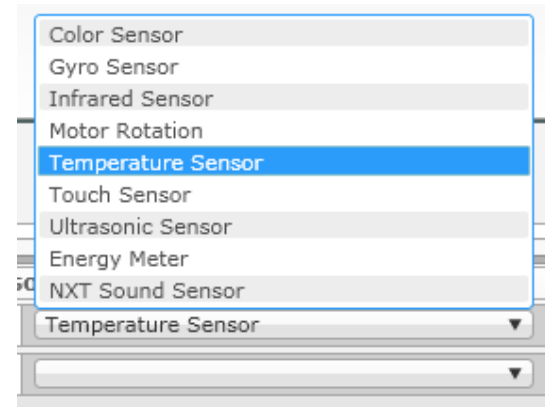 Color Sensor
Gyro Sensor
Infrared Sensor
Motor Rotation
Temperature Sensor
Touch Sensor
Ultrasonic Sensor
Energy Meter
NXT Sound Sensor
Temperature Sensor